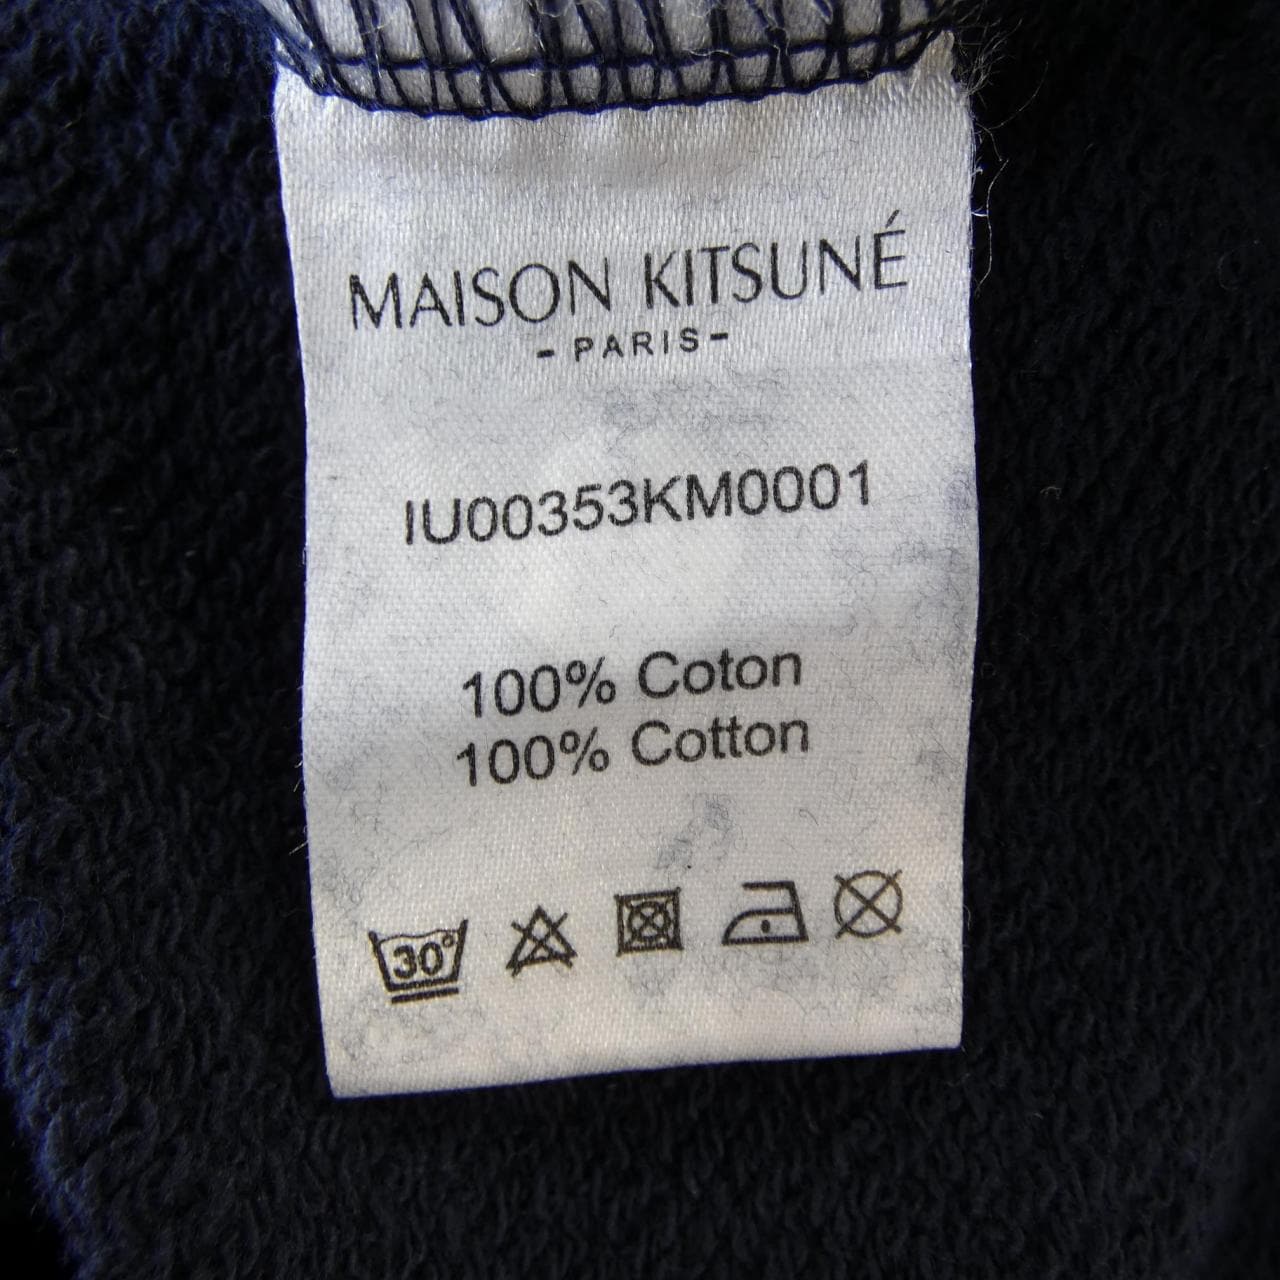 MAISON KITSUNÉ
- PARIS -
IU00353KM0001
100% Coton
100% Cotton
30°